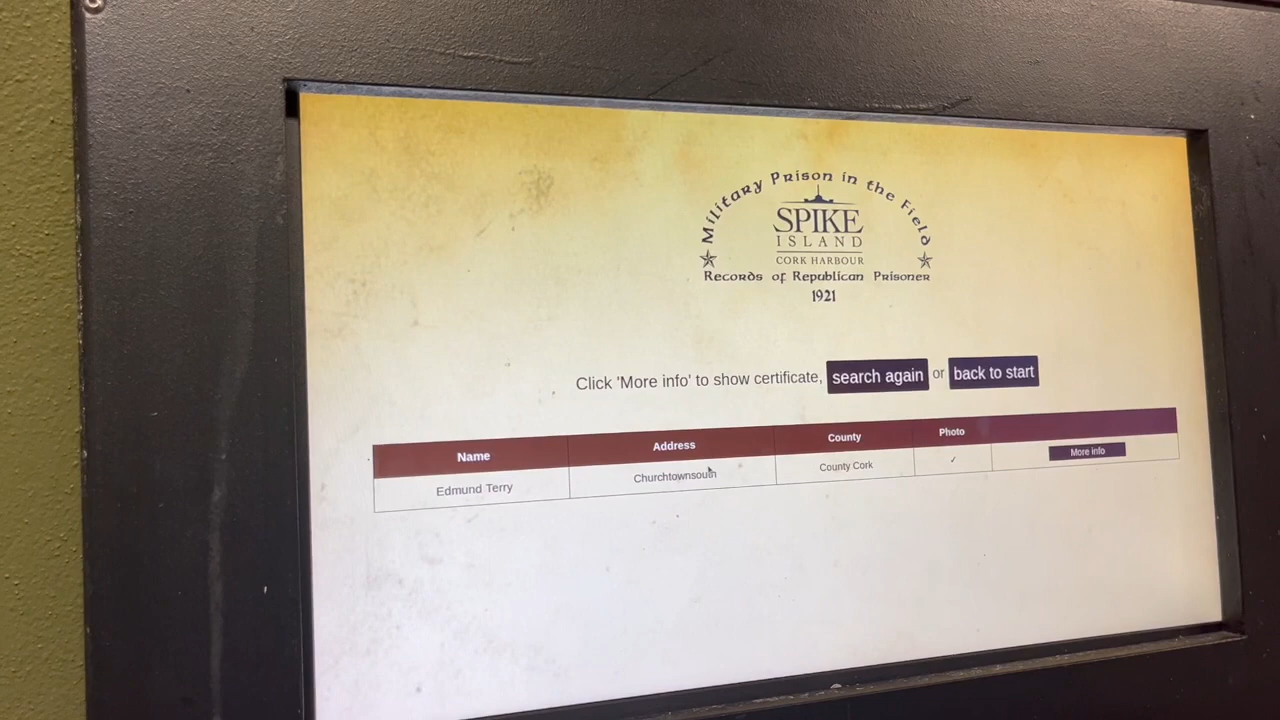 Military Prison in the Field
SPIKE
ISLAND
CORK HARBOUR
Records of Republican Prisoner
1921
Click 'More info' to show certificate, search again or back to start
Name Address County Photo
Edmund Terry Churchtownsouth County Cork ✓ More info